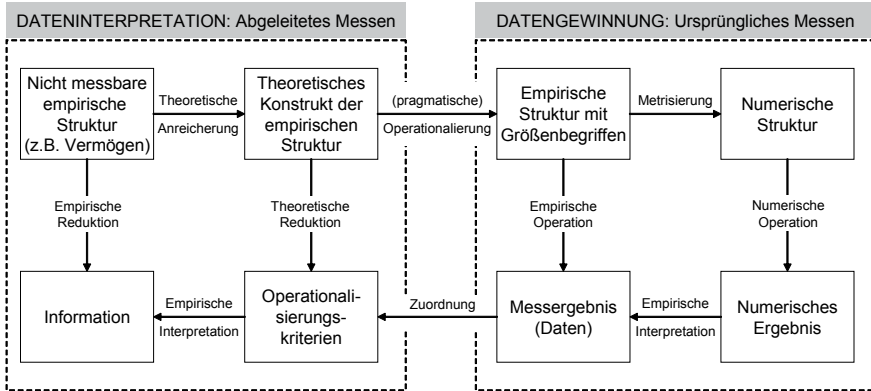 DATENINTERPRETATION: Abgeleitetes Messen
DATENGEWINNUNG: Ursprüngliches Messen
Nicht messbare
empirische
Struktur
(z.B. Vermögen)
Theoretische
Anreicherung
Theoretisches
Konstrukt der
empirischen
Struktur
(pragmatische)
Operationalisierung
Empirische
Struktur mit
Größenbegriffen
Metrisierung
Numerische
Struktur
Empirische
Reduktion
Theoretische
Reduktion
Empirische
Operation
Numerische
Operation
Information
Empirische
Interpretation
Operationali-
sierungs-
kriterien
Zuordnung
Messergebnis
(Daten)
Empirische
Interpretation
Numerisches
Ergebnis